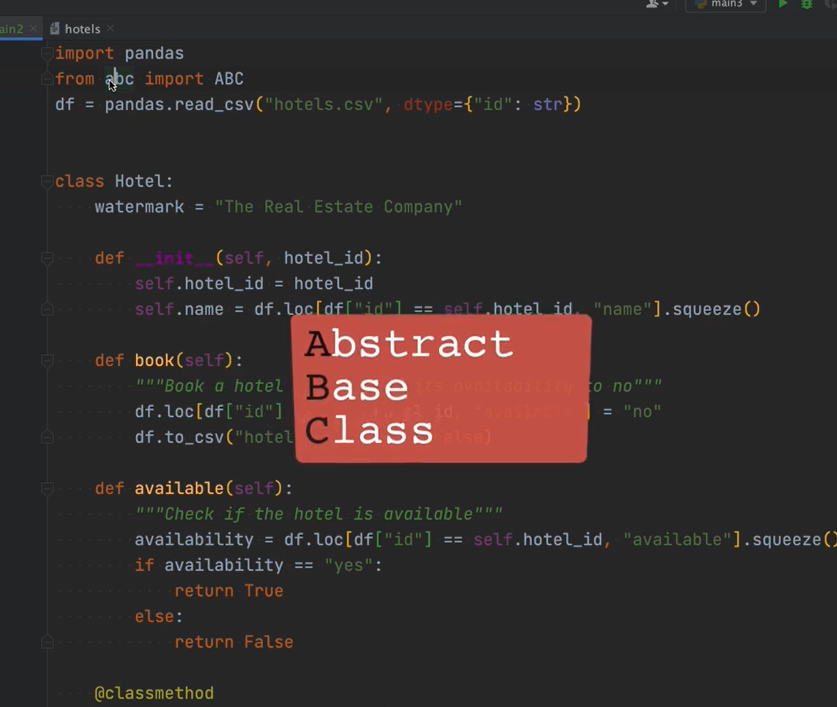 ain2 hotels main3
import pandas
from abc import ABC
df = pandas.read_csv("hotels.csv", dtype={"id": str})
class Hotel:
watermark = "The Real Estate Company"
def __init__(self, hotel_id):
self.hotel_id = hotel_id
self.name = df.loc[df["id"] == self.hotel_id, "name"].squeeze()
def book(self):
"""Book a hotel its availability to no"""
df.loc[df["id"] id, "available"] = "no"
df.to_csv("hotel alse)
Abstract
Base
Class
def available(self):
"""Check if the hotel is available"""
availability = df.loc[df["id"] == self.hotel_id, "available"].squeeze()
if availability == "yes":
return True
else:
return False
@classmethod